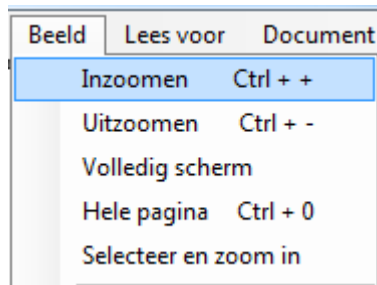 Beeld Lees voor Document
Inzoomen Ctrl + +
Uitzoomen Ctrl + -
Volledig scherm
Hele pagina Ctrl + 0
Selecteer en zoom in